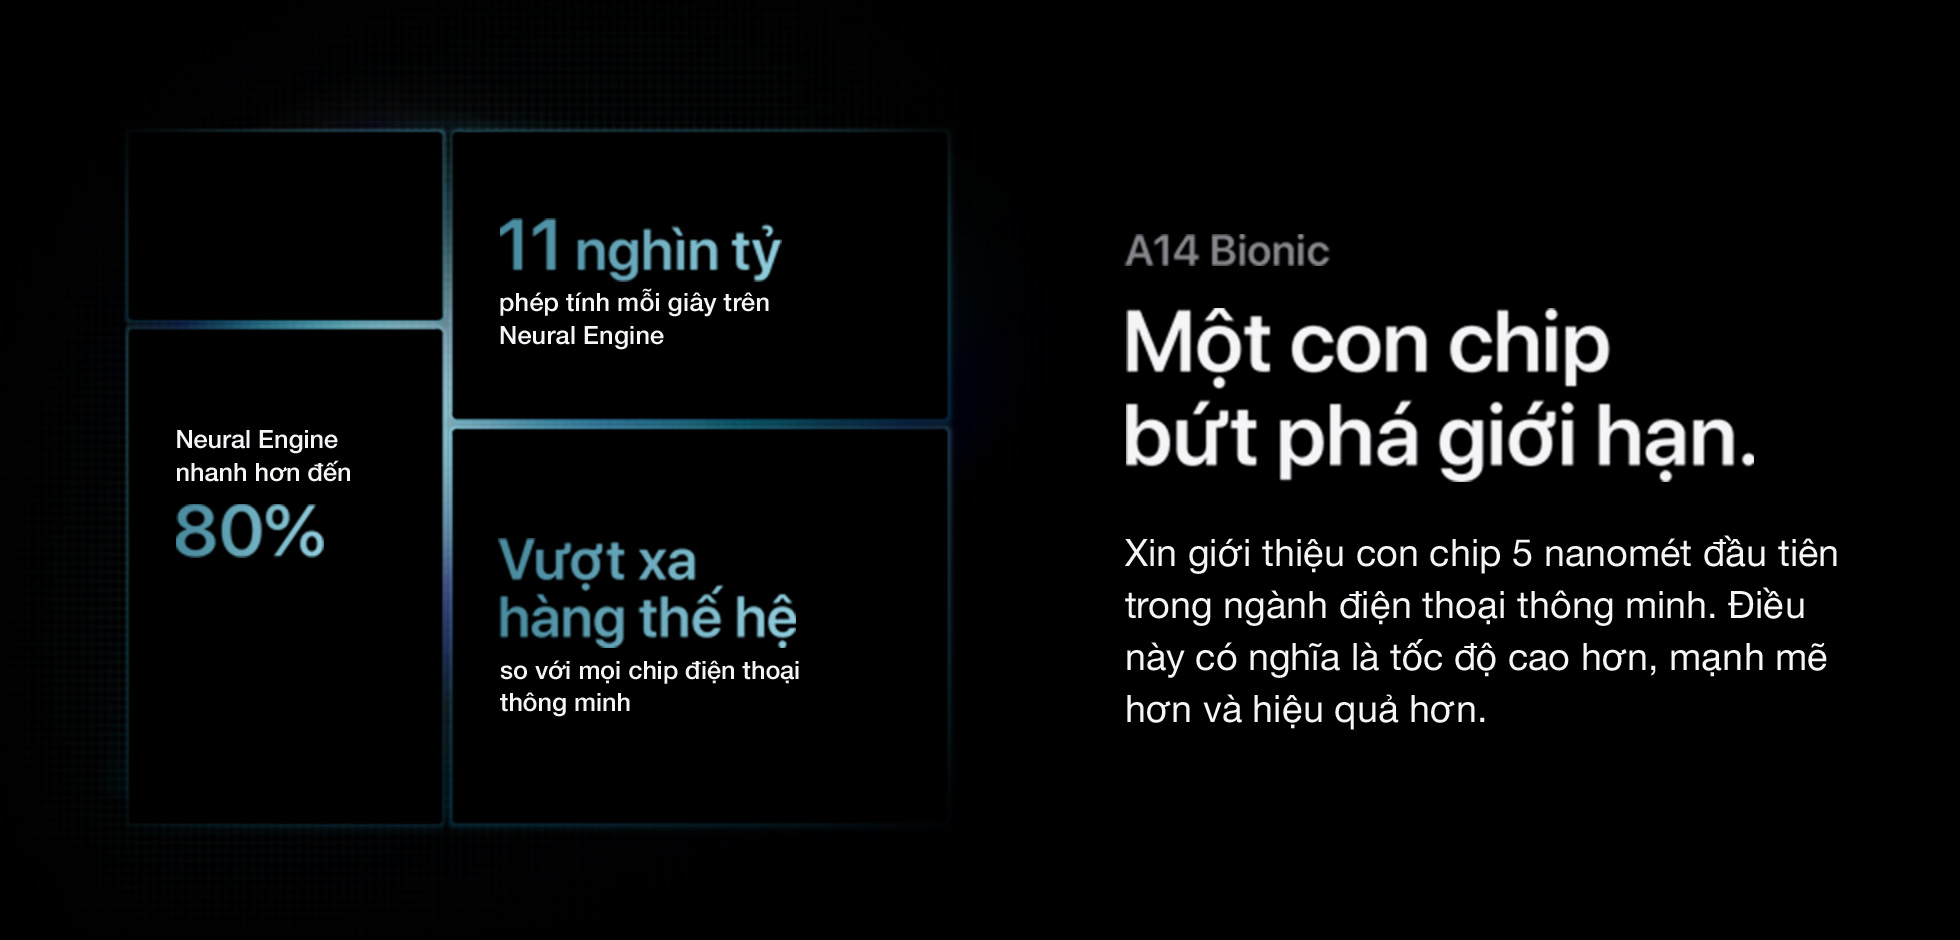 11 nghìn tỷ
phép tính mỗi giây trên
Neural Engine
Neural Engine
nhanh hơn đến
80%
Vượt xa
hàng thế hệ
so với mọi chip điện thoại
thông minh
A14 Bionic
Một con chip
bứt phá giới hạn.
Xin giới thiệu con chip 5 nanomét đầu tiên
trong ngành điện thoại thông minh. Điều
này có nghĩa là tốc độ cao hơn, mạnh mẽ
hơn và hiệu quả hơn.